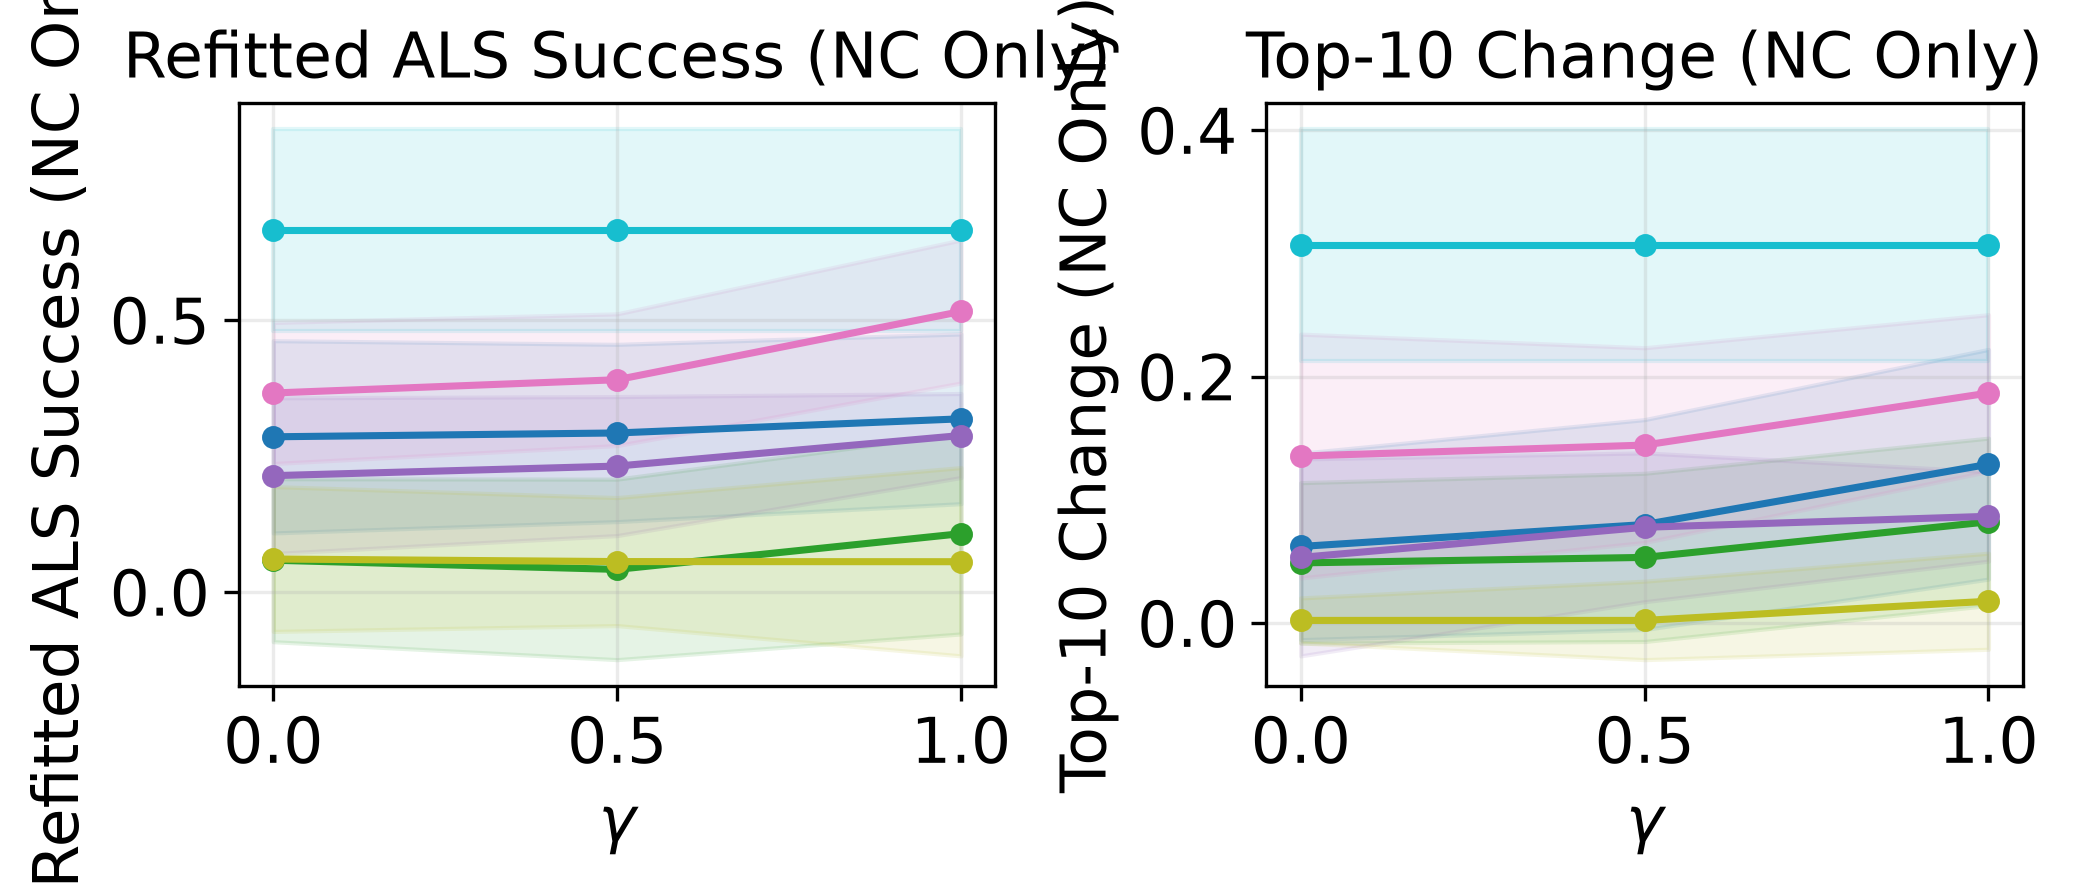 Refitted ALS Success (NC Only)
Refitted ALS Success (NC Or
0.5
0.0
0.0 0.5 1.0
γ
Top-10 Change (NC Only)
Top-10 Change (NC Only)
0.4
0.2
0.0
0.0 0.5 1.0
γ